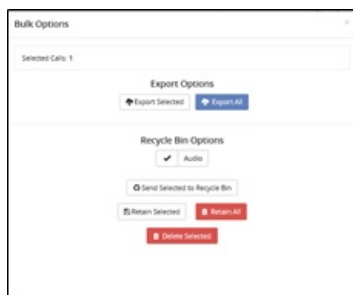 Bulk Options
Selected Calls: 1
Export Options
Export Selected
Export All
Recycle Bin Options
Audio
Send Selected to Recycle Bin
Retain Selected
Retain All
Delete Selected